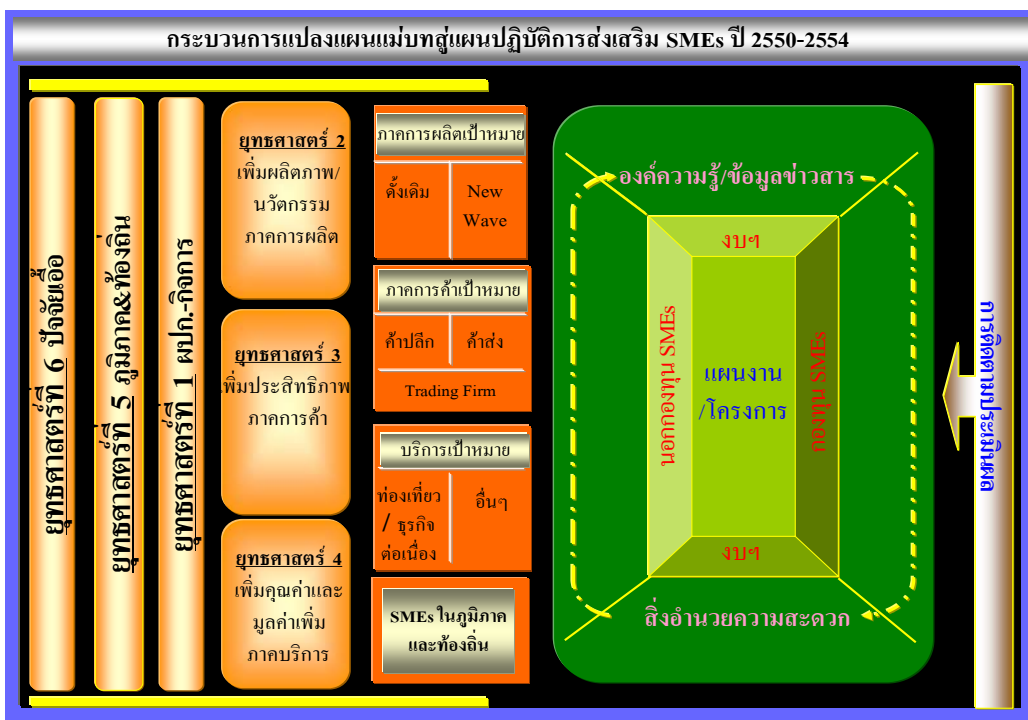 กระบวนการแปลงแผนแม่บทสู่แผนปฏิบัติการส่งเสริม SMEs ปี 2550-2554
ยุทธศาสตร์ที่ 6 ปัจจัยเอื้อ
ยุทธศาสตร์ที่ 5 ภูมิภาค&ท้องถิ่น
ยุทธศาสตร์ที่ 1 ผปก.-กิจการ
ยุทธศาสตร์ 2
เพิ่มผลิตภาพ/
นวัตกรรม
ภาคการผลิต
ยุทธศาสตร์ 3
เพิ่มประสิทธิภาพ
ภาคการค้า
ยุทธศาสตร์ 4
เพิ่มคุณค่าและ
มูลค่าเพิ่ม
ภาคบริการ
ภาคการผลิตเป้าหมาย
ดั้งเดิม
New
Wave
ภาคการค้าเป้าหมาย
ค้าปลีก
ค้าส่ง
Trading Firm
บริการเป้าหมาย
ท่องเที่ยว
/ ธุรกิจ
ต่อเนื่อง
อื่นๆ
SMEs ในภูมิภาค
และท้องถิ่น
องค์ความรู้/ข้อมูลข่าวสาร
งบฯ
นอกกองทุน SMEs
แผนงาน
/โครงการ
กองทุน SMEs
งบฯ
สิ่งอำนวยความสะดวก
การติดตามประเมินผล